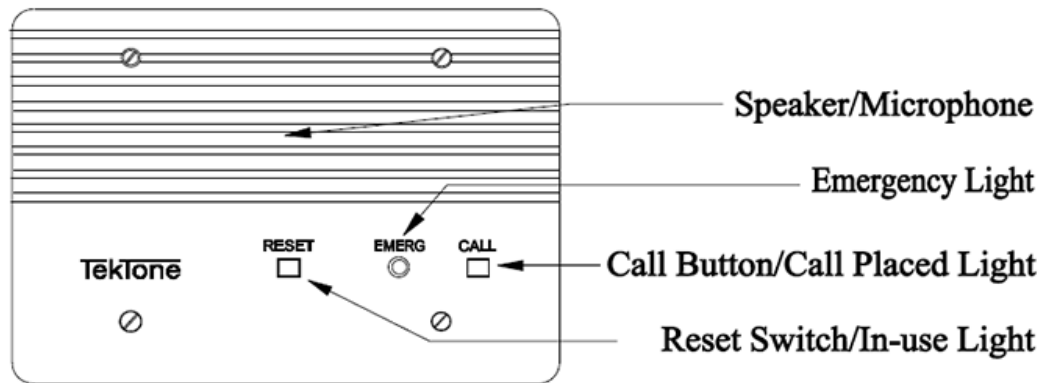 Speaker/Microphone
Emergency Light
RESET
EMERG
CALL
TekTone
Call Button/Call Placed Light
Reset Switch/In-use Light